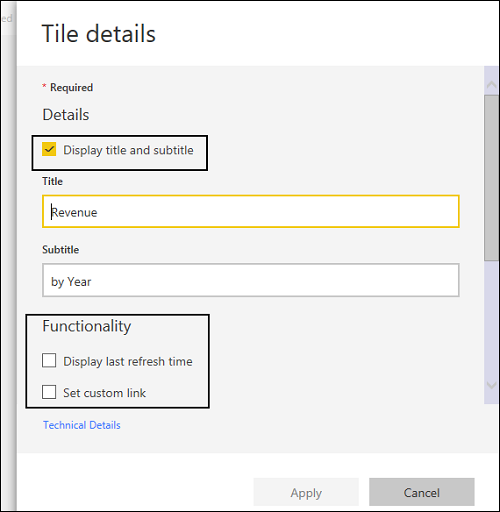 ed
Tile details
* Required
Details
Display title and subtitle
Title
Revenue
Subtitle
by Year
Functionality
Display last refresh time
Set custom link
Technical Details
Apply
Cancel